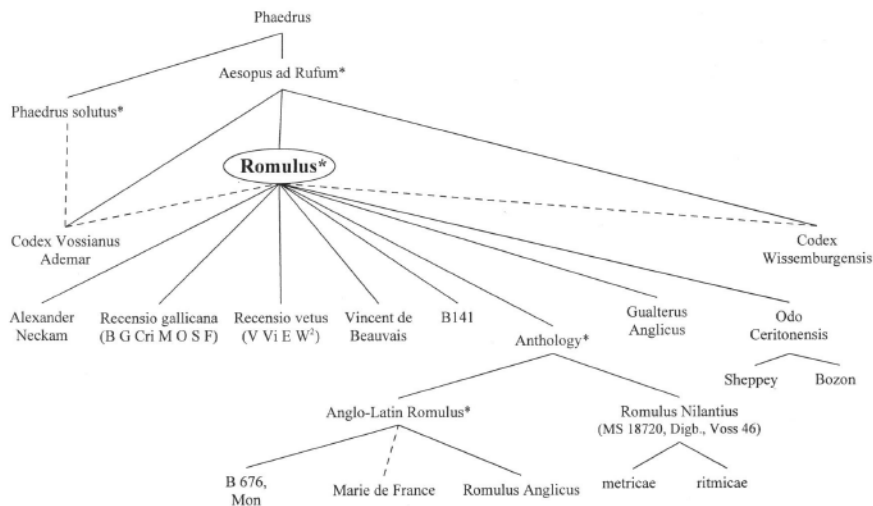 Phaedrus
Aesopus ad Rufum*
Phaedrus solutus*
Romulus*
Codex Vossianus
Ademar
Codex
Wissemburgensis
Alexander
Neckam
Recensio gallicana
(B G Cri M O S F)
Recensio vetus
(V Vi E W²)
Vincent de
Beauvais
B141
Anthology*
Gualterus
Anglicus
Odo
Ceritonensis
Sheppey
Bozon
Anglo-Latin Romulus*
Romulus Nilantius
(MS 18720, Digb., Voss 46)
B 676,
Mon
Marie de France
Romulus Anglicus
metricae
ritmicae